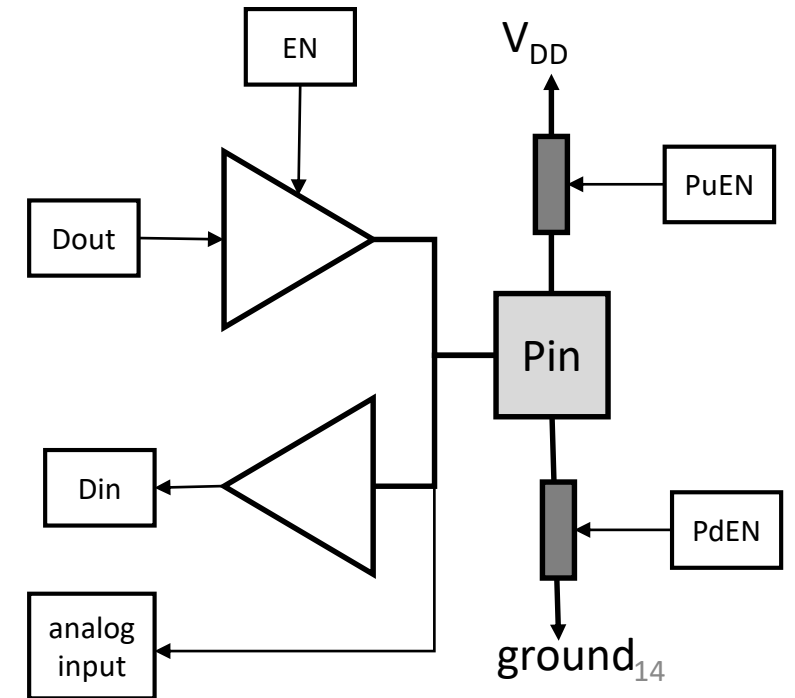 EN
V_DD
PuEN
Dout
Pin
Din
PdEN
analog
input
ground
14